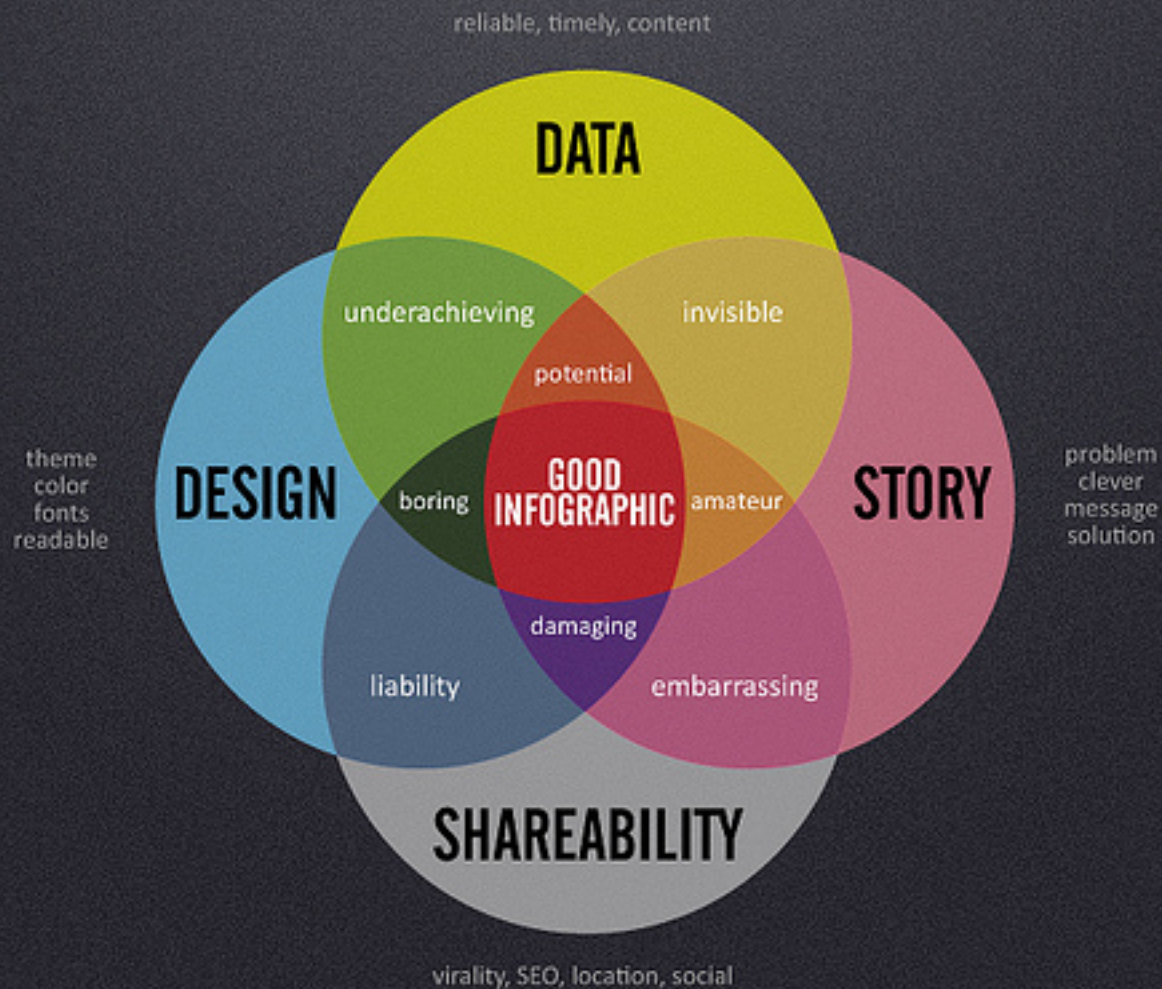 reliable, timely, content
DATA
underachieving
invisible
potential
theme
color
fonts
readable
DESIGN
boring
GOOD
INFOGRAPHIC
amateur
STORY
problem
clever
message
solution
damaging
liability
embarrassing
SHAREABILITY
virality, SEO, location, social